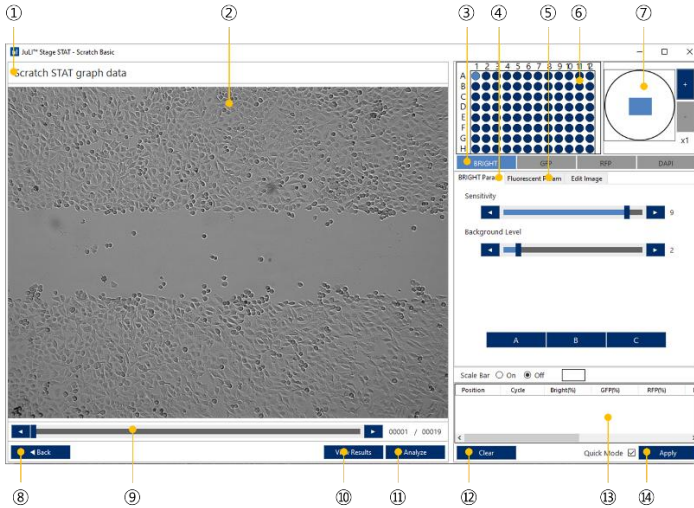 ① ② ③ ④ ⑤ ⑥ ⑦
JuLI™ Stage STAT - Scratch Basic
Scratch STAT graph data
1 2 3 4 5 6 7 8 9 10 11 12
A
B
C
D
E
F
G
H
+
-
x1
BRIGHT GFP RFP DAPI
BRIGHT Param Fluorescent Param Edit Image
Sensitivity
9
Background Level
2
A B C
Scale Bar On Off
Position Cycle Bright(%) GFP(%) RFP(%)
00001 / 00019
Back View Results Analyze Clear Quick Mode Apply
⑧ ⑨ ⑩ ⑪ ⑫ ⑬ ⑭